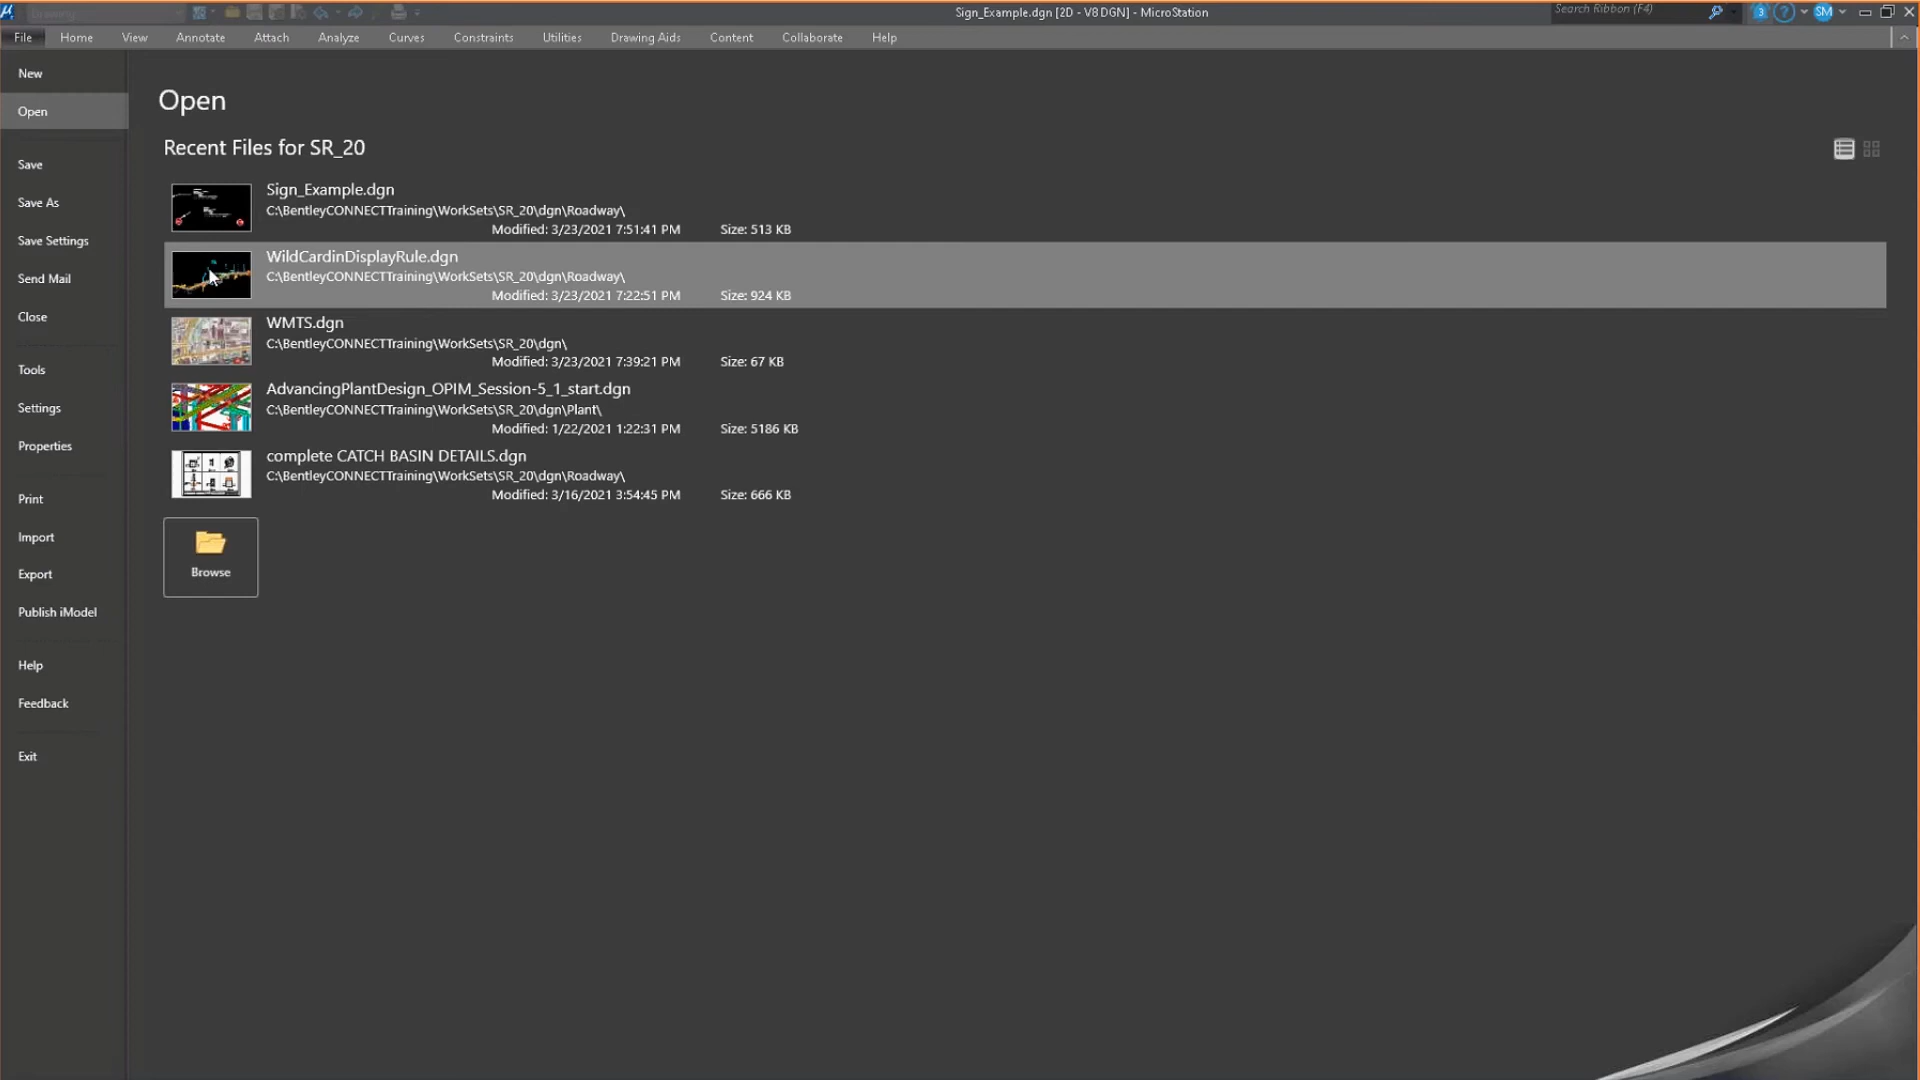 Sign_Example.dgn [2D - V8 DGN] - MicroStation
Search Ribbon (F4)
3
?
SM
File Home View Annotate Attach Analyze Curves Constraints Utilities Drawing Aids Content Collaborate Help
New
Open
Save
Save As
Save Settings
Send Mail
Close
Tools
Settings
Properties
Print
Import
Export
Publish iModel
Help
Feedback
Exit
Open
Recent Files for SR_20
Sign_Example.dgn
C:\BentleyCONNECTTraining\WorkSets\SR_20\dgn\Roadway\
Modified: 3/23/2021 7:51:41 PM Size: 513 KB
WildCardinDisplayRule.dgn
C:\BentleyCONNECTTraining\WorkSets\SR_20\dgn\Roadway\
Modified: 3/23/2021 7:22:51 PM Size: 924 KB
WMTS.dgn
C:\BentleyCONNECTTraining\WorkSets\SR_20\dgn\
Modified: 3/23/2021 7:39:21 PM Size: 67 KB
AdvancingPlantDesign_OPIM_Session-5_1_start.dgn
C:\BentleyCONNECTTraining\WorkSets\SR_20\dgn\Plant\
Modified: 1/22/2021 1:22:31 PM Size: 5186 KB
complete CATCH BASIN DETAILS.dgn
C:\BentleyCONNECTTraining\WorkSets\SR_20\dgn\Roadway\
Modified: 3/16/2021 3:54:45 PM Size: 666 KB
Browse